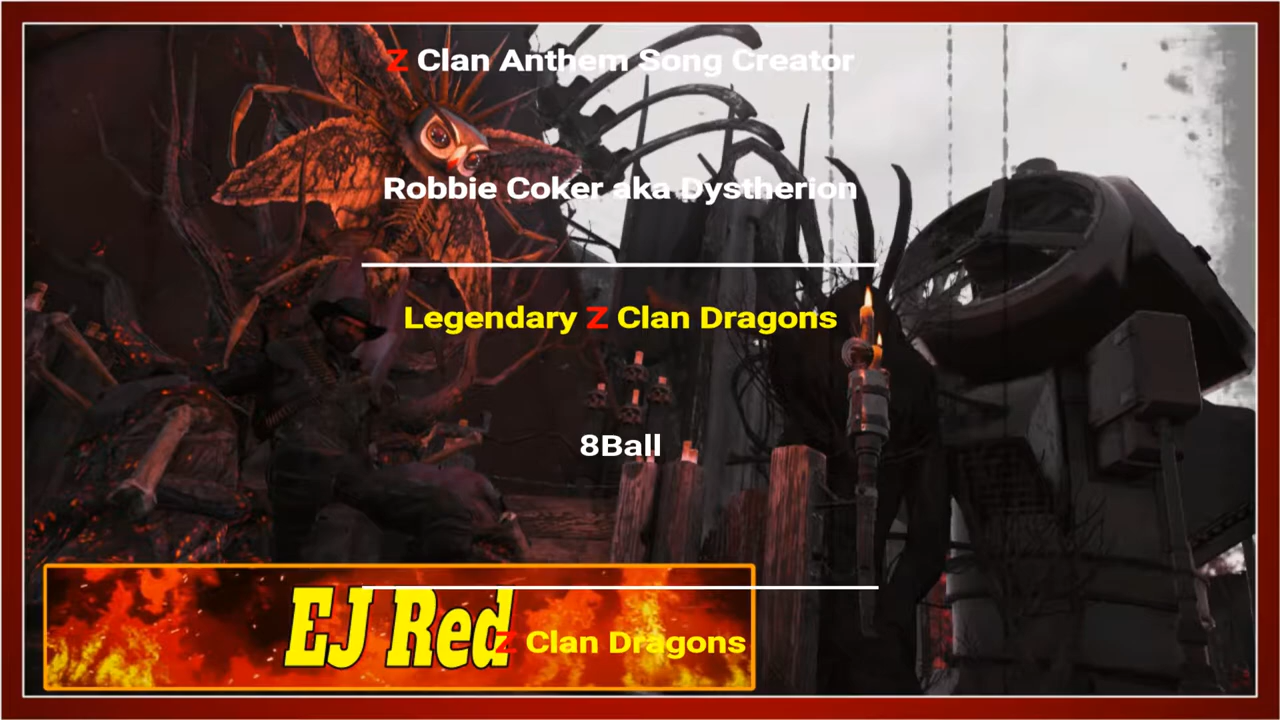 Z Clan Anthem Song Creator
Robbie Coker aka Dystherion
Legendary Z Clan Dragons
8Ball
EJ Red
Z Clan Dragons